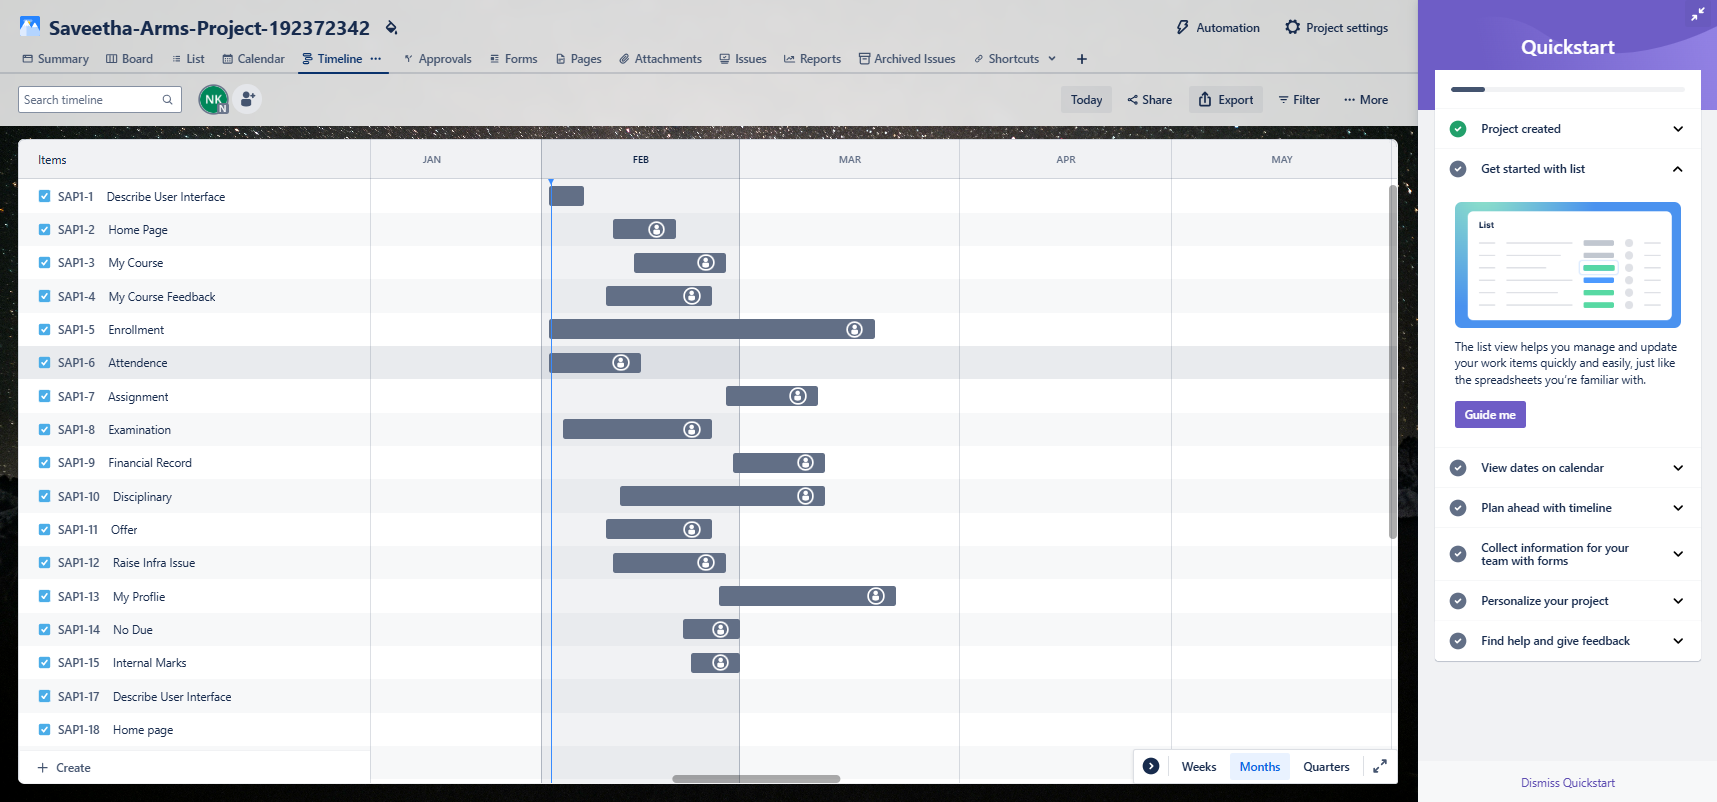 Saveetha-Arms-Project-192372342
Automation
Project settings
Summary Board List Calendar Timeline ••• Approvals Forms Pages Attachments Issues Reports Archived Issues Shortcuts +
Search timeline
NK
N
Today Share Export Filter ••• More
Items JAN FEB MAR APR MAY
SAP1-1 Describe User Interface
SAP1-2 Home Page
SAP1-3 My Course
SAP1-4 My Course Feedback
SAP1-5 Enrollment
SAP1-6 Attendence
SAP1-7 Assignment
SAP1-8 Examination
SAP1-9 Financial Record
SAP1-10 Disciplinary
SAP1-11 Offer
SAP1-12 Raise Infra Issue
SAP1-13 My Proflie
SAP1-14 No Due
SAP1-15 Internal Marks
SAP1-17 Describe User Interface
SAP1-18 Home page
+ Create
Weeks Months Quarters
Quickstart
Project created
Get started with list
List
The list view helps you manage and update
your work items quickly and easily, just like
the spreadsheets you're familiar with.
Guide me
View dates on calendar
Plan ahead with timeline
Collect information for your
team with forms
Personalize your project
Find help and give feedback
Dismiss Quickstart